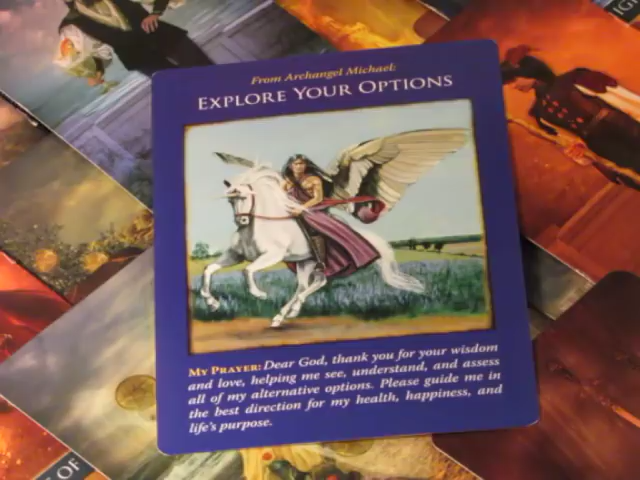 From Archangel Michael:
EXPLORE YOUR OPTIONS
MY PRAYER: Dear God, thank you for your wisdom
and love, helping me see, understand, and assess
all of my alternative options. Please guide me in
the best direction for my health, happiness, and
life's purpose.
OF